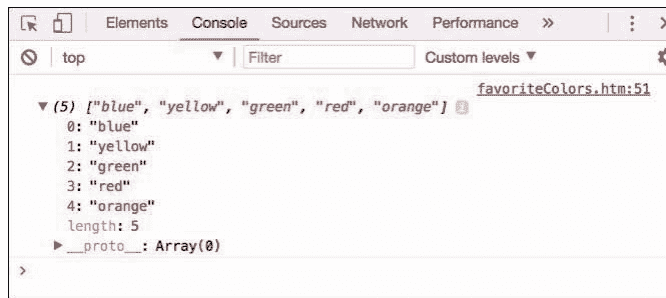 Elements Console Sources Network Performance »
top ▼ Filter Custom levels ▼
favoriteColors.htm:51
▼ (5) ["blue", "yellow", "green", "red", "orange"] i
0: "blue"
1: "yellow"
2: "green"
3: "red"
4: "orange"
length: 5
▶ __proto__: Array(0)
>